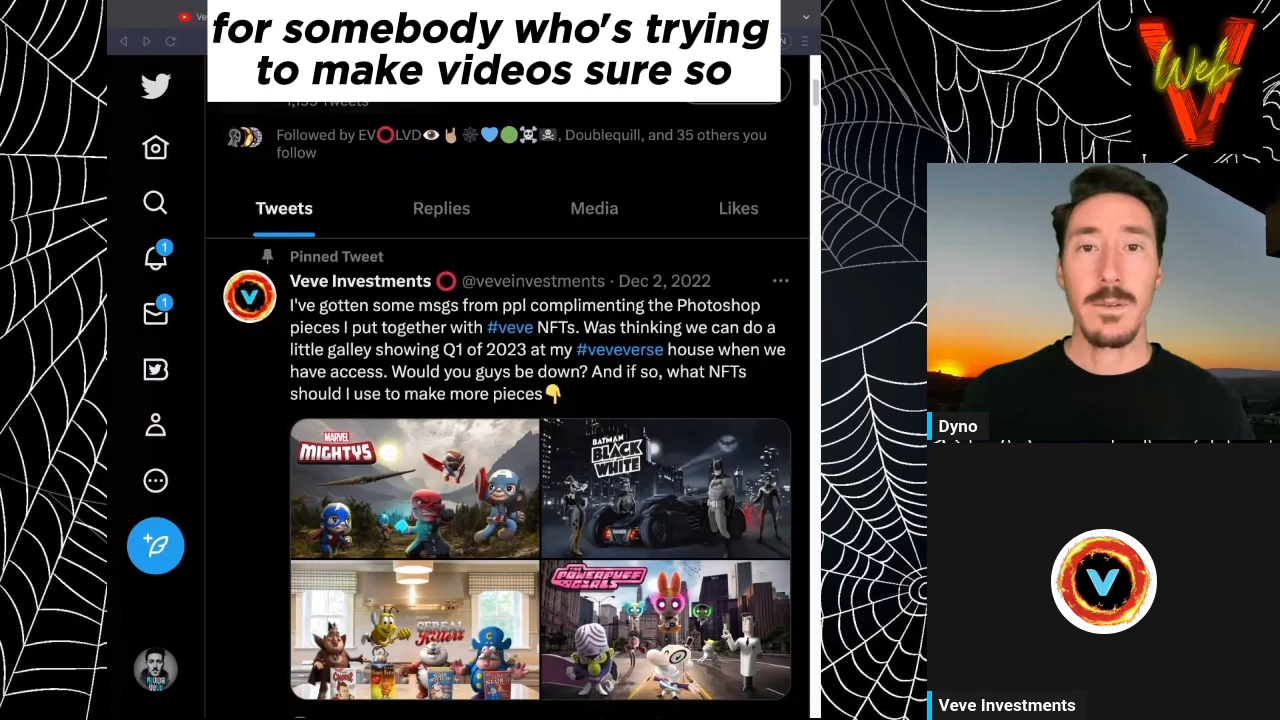 for somebody who's trying
to make videos sure so
Followed by EV⭕LVD👁🤘🏼🕸💙🟢☠🏴‍☠️, Doublequill, and 35 others you
follow
Tweets Replies Media Likes
Pinned Tweet
Veve Investments ⭕ @veveinvestments · Dec 2, 2022
I've gotten some msgs from ppl complimenting the Photoshop
pieces I put together with #veve NFTs. Was thinking we can do a
little galley showing Q1 of 2023 at my #veveverse house when we
have access. Would you guys be down? And if so, what NFTs
should I use to make more pieces👇
MARVEL
MIGHTYS
BATMAN
BLACK
WHITE
CEREAL
Killers
THE
POWERPUFF
GIRLS
V
Web
Dyno
Veve Investments